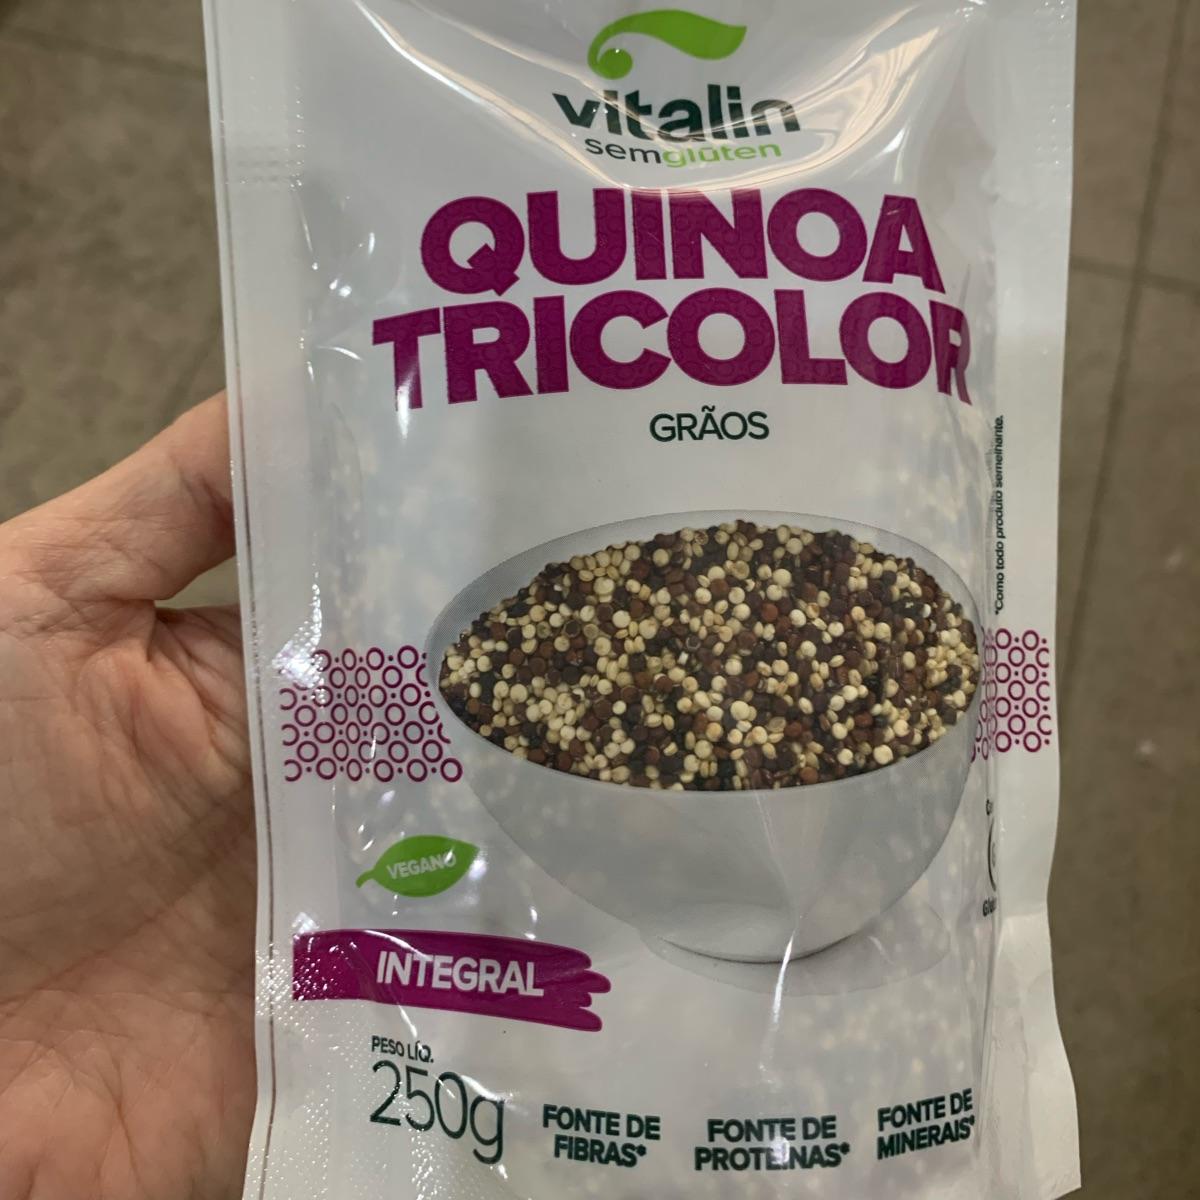 vitalin
semglúten
QUINOA
TRICOLOR
GRÃOS
*Como todo produto semelhante.
VEGANO
INTEGRAL
PESO LÍQ.
250g
FONTE DE
FIBRAS*
FONTE DE
PROTEÍNAS*
FONTE DE
MINERAIS*